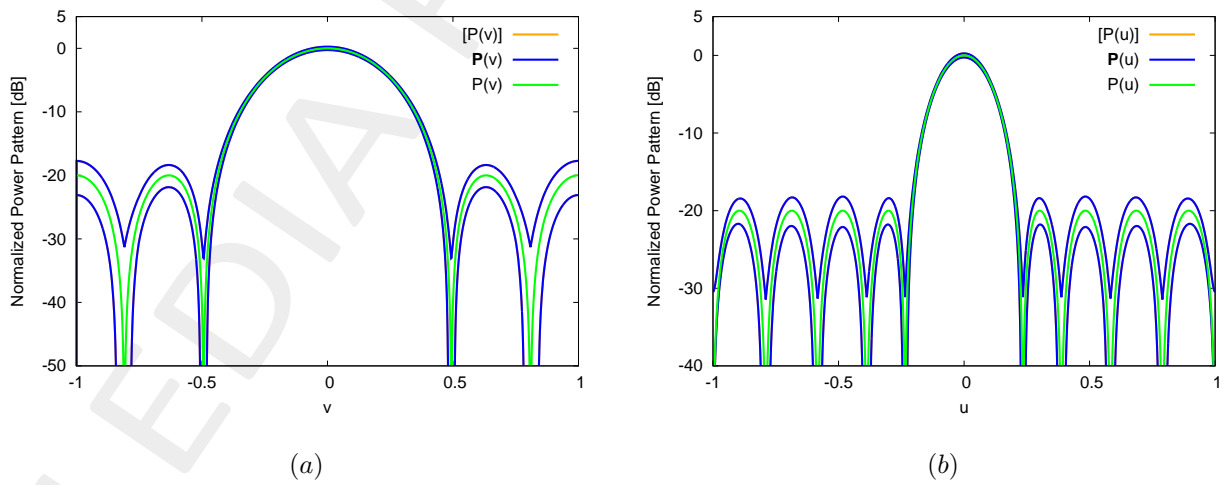 5
0
-10
-20
-30
-40
-50
-1
-0.5
0
0.5
1
Normalized Power Pattern [dB]
v
[P(v)]
P(v)
P(v)
(a)
5
0
-10
-20
-30
-40
-1
-0.5
0
0.5
1
Normalized Power Pattern [dB]
u
[P(u)]
P(u)
P(u)
(b)
EDIA